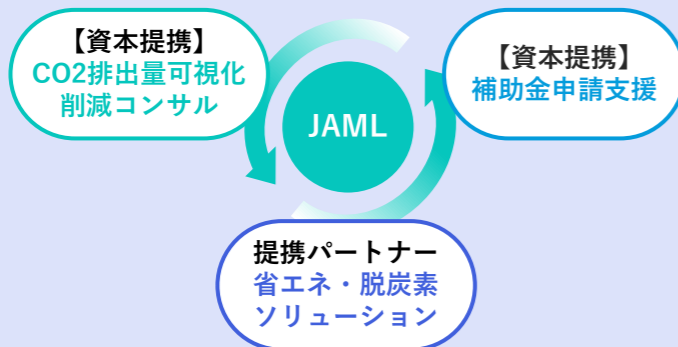 【資本提携】
CO2排出量可視化
削減コンサル
【資本提携】
補助金申請支援
JAML
提携パートナー
省エネ・脱炭素
ソリューション